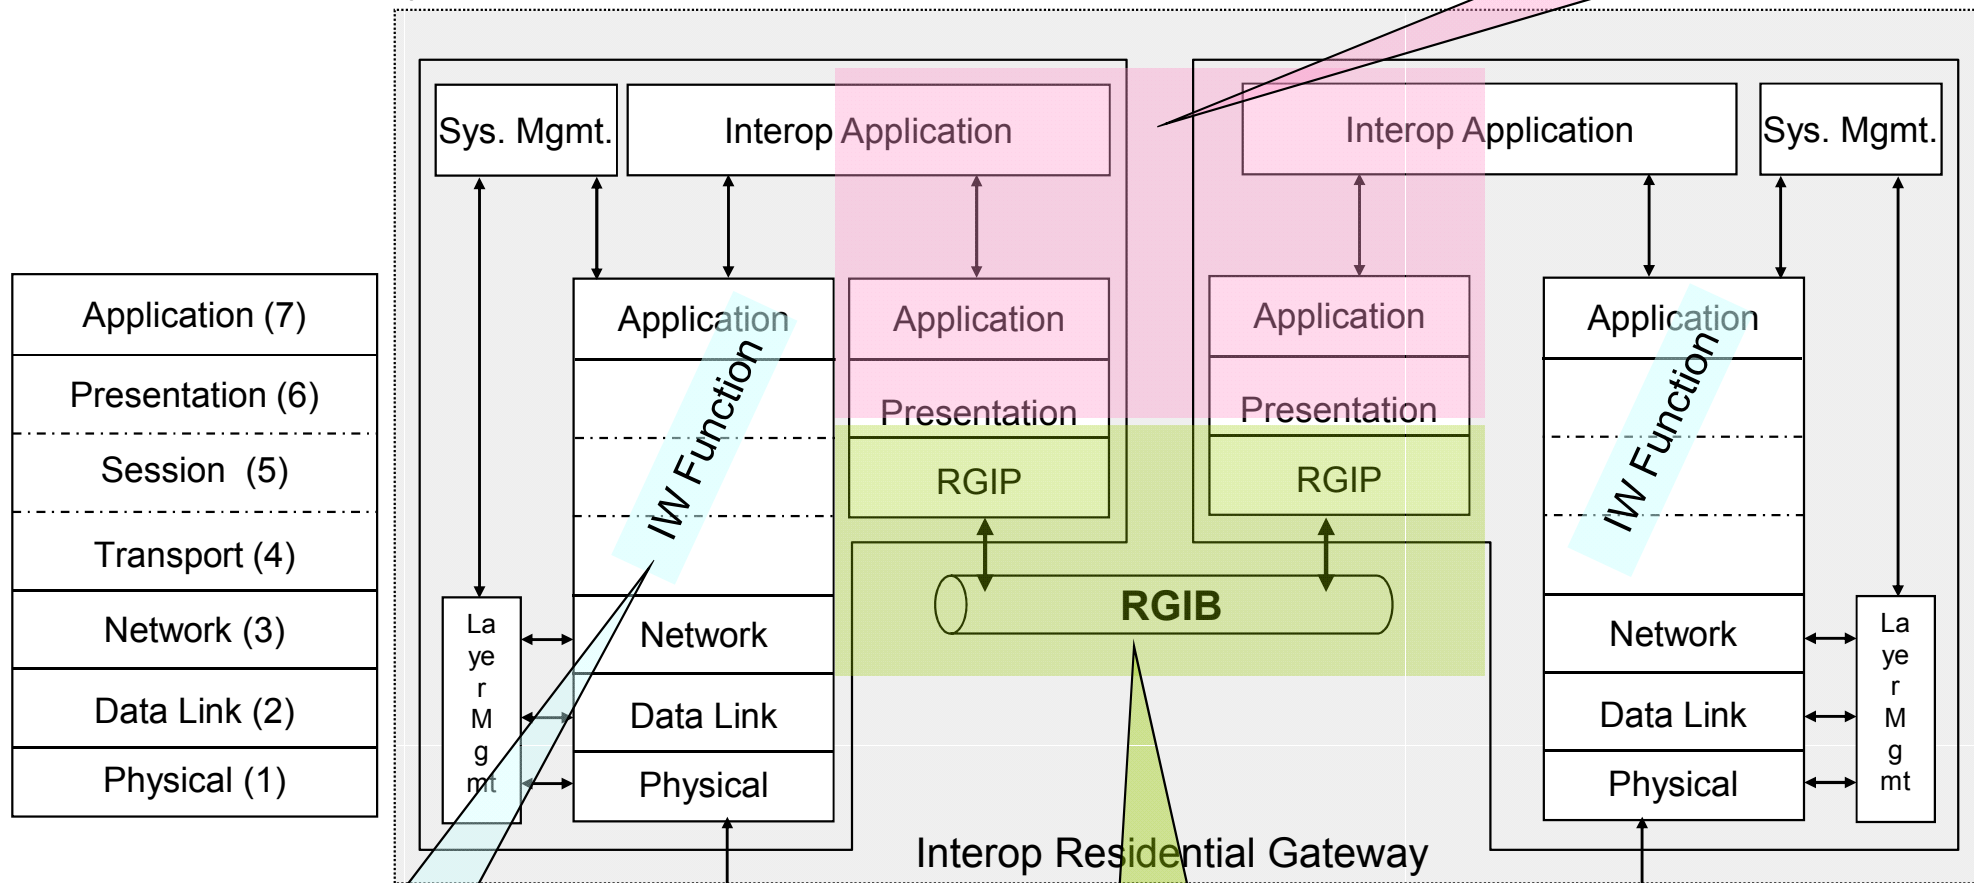 Sys. Mgmt.
Interop Application
Interop Application
Sys. Mgmt.
Application (7)
Presentation (6)
Session (5)
Transport (4)
Network (3)
Data Link (2)
Physical (1)
Application
IW Function
Network
Data Link
Physical
La
ye
r
M
g
mt
Application
Presentation
RGIP
Application
Presentation
RGIP
RGIB
Application
IW Function
Network
Data Link
Physical
La
ye
r
M
g
mt
Interop Residential Gateway